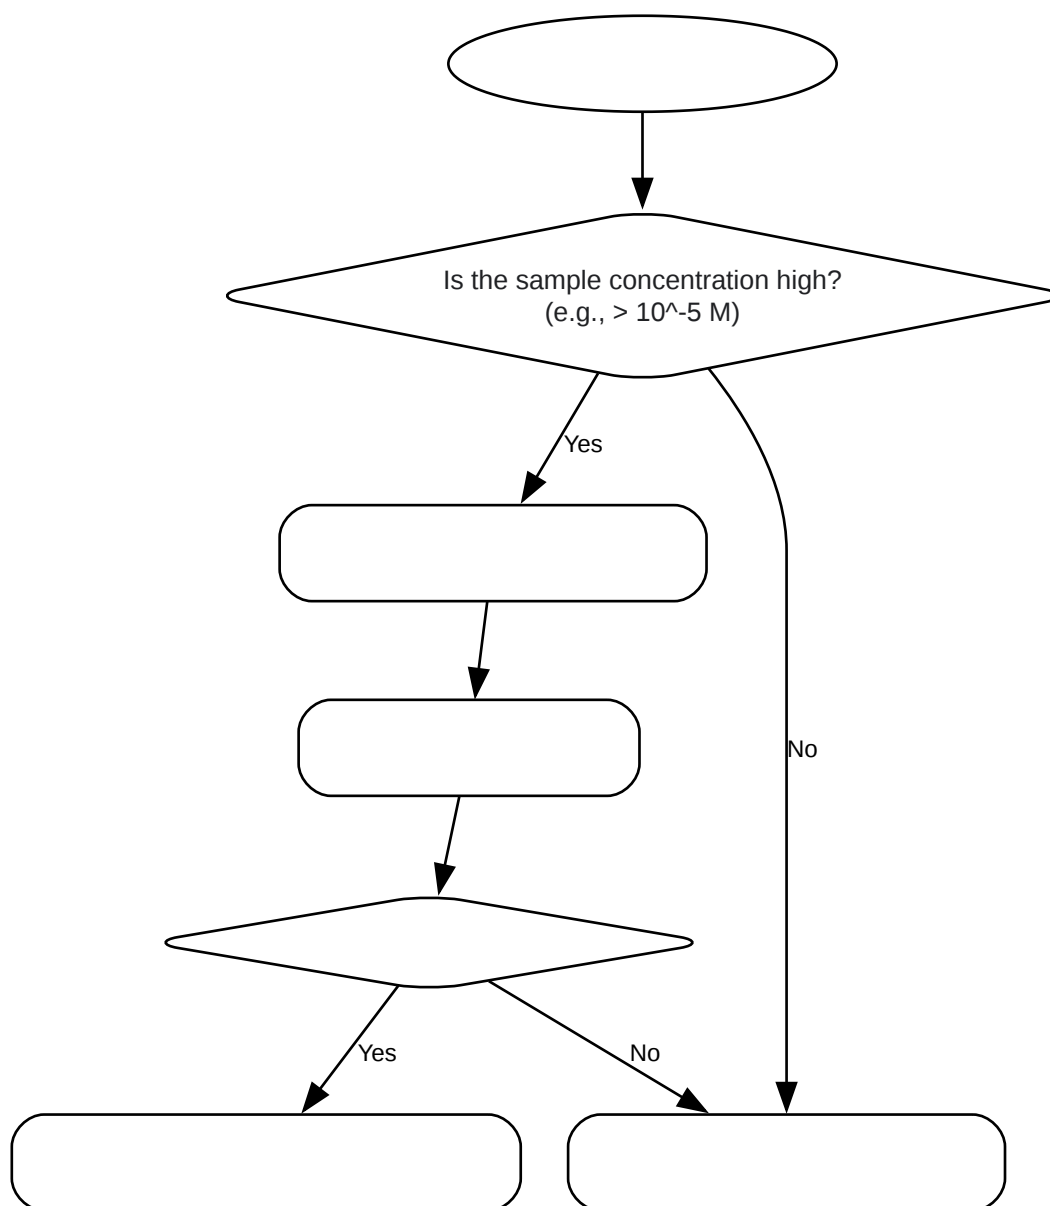 Is the sample concentration high?
(e.g., > 10^-5 M)
Yes
No
Yes
No